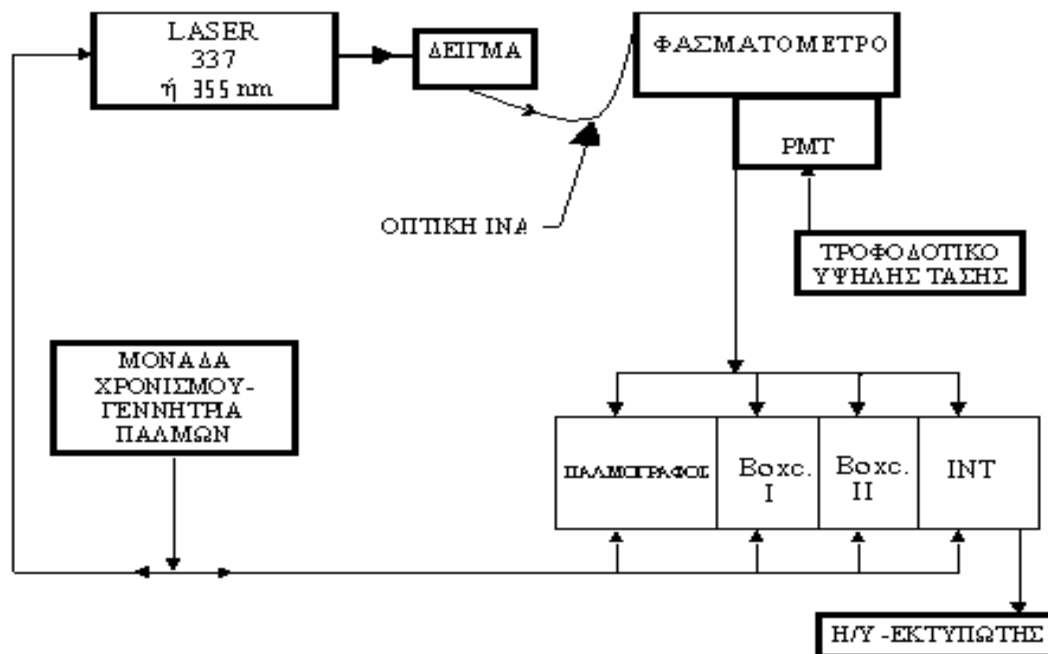 LASER
337
ή 355 nm
ΔΕΙΓΜΑ
ΦΑΣΜΑΤΟΜΕΤΡΟ
PMT
ΟΠΤΙΚΗ ΙΝΑ
ΤΡΟΦΟΔΟΤΙΚΟ
ΥΨΗΛΗΣ ΤΑΣΗΣ
ΜΟΝΑΔΑ
ΧΡΟΝΙΣΜΟΥ-
ΓΕΝΝΗΤΡΙΑ
ΠΑΛΜΩΝ
ΠΑΛΜΟΓΡΑΦΟΣ
Boxc.
I
Boxc.
II
INT
Η/Υ -ΕΚΤΥΠΩΤΗΣ